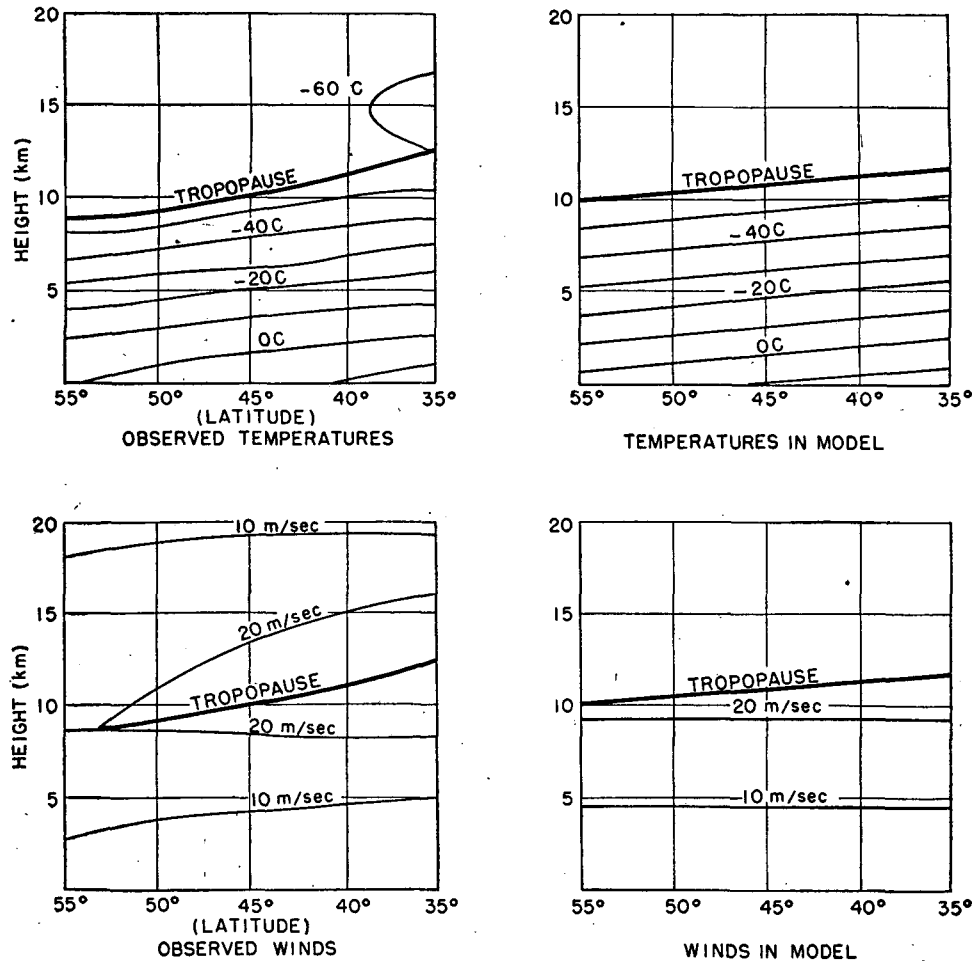 20
15
10
5
HEIGHT (km)
-60 C
TROPOPAUSE
-40C
-20C
0C
55° 50° 45° 40° 35°
(LATITUDE)
OBSERVED TEMPERATURES
20
15
10
5
TROPOPAUSE
-40C
-20C
0C
55° 50° 45° 40° 35°
TEMPERATURES IN MODEL
20
15
10
5
HEIGHT (km)
10 m/sec
20 m/sec
TROPOPAUSE
20 m/sec
10 m/sec
55° 50° 45° 40° 35°
(LATITUDE)
OBSERVED WINDS
20
15
10
5
TROPOPAUSE
20 m/sec
10 m/sec
55° 50° 45° 40° 35°
WINDS IN MODEL